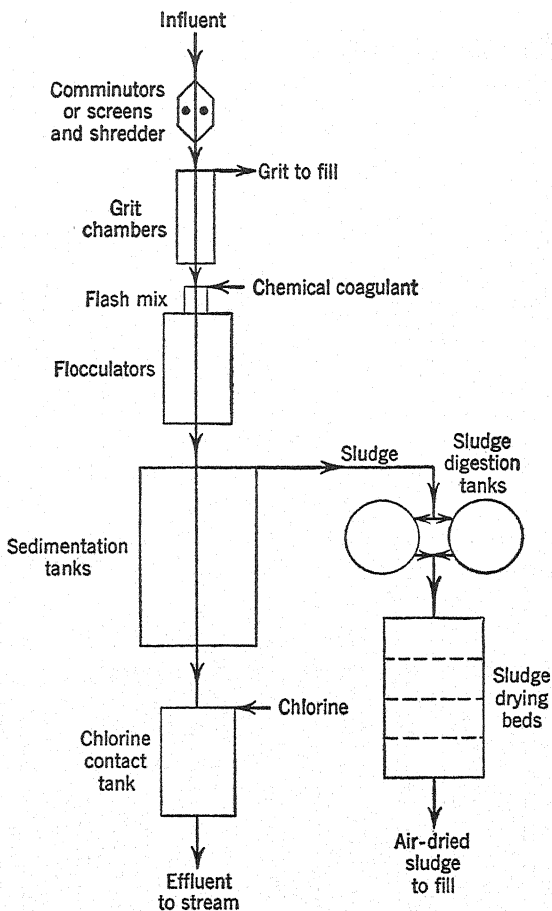 Influent
Comminutors
or screens
and shredder
Grit to fill
Grit
chambers
Chemical coagulant
Flash mix
Flocculators
Sludge
Sludge
digestion
tanks
Sedimentation
tanks
Sludge
drying
beds
Chlorine
Chlorine
contact
tank
Air-dried
sludge
to fill
Effluent
to stream